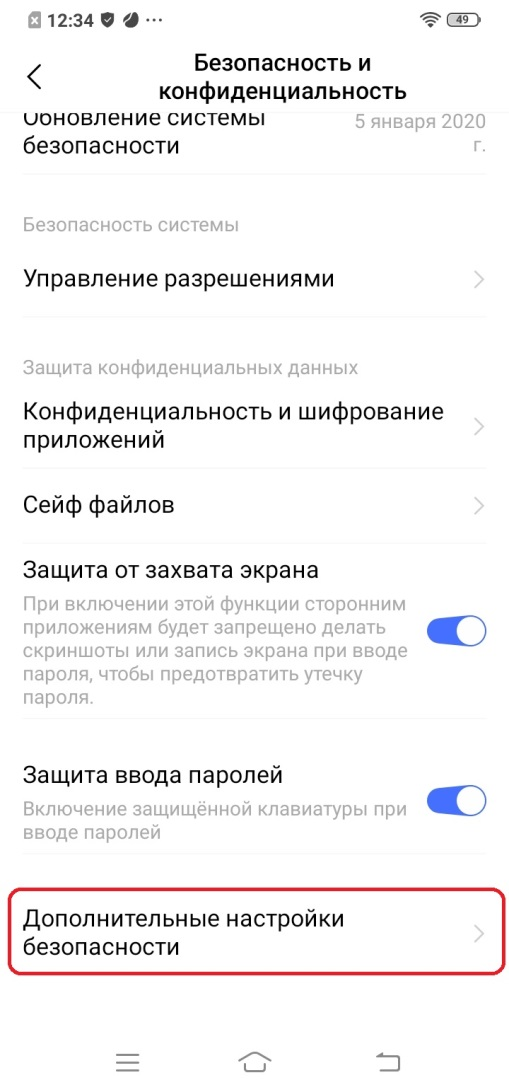 12:34 ... 49
Безопасность и
конфиденциальность
Обновление системы
безопасности
5 января 2020
г.
Безопасность системы
Управление разрешениями
Защита конфиденциальных данных
Конфиденциальность и шифрование
приложений
Сейф файлов
Защита от захвата экрана
При включении этой функции сторонним
приложениям будет запрещено делать
скриншоты или запись экрана при вводе
пароля, чтобы предотвратить утечку
пароля.
Защита ввода паролей
Включение защищённой клавиатуры при
вводе паролей
Дополнительные настройки
безопасности